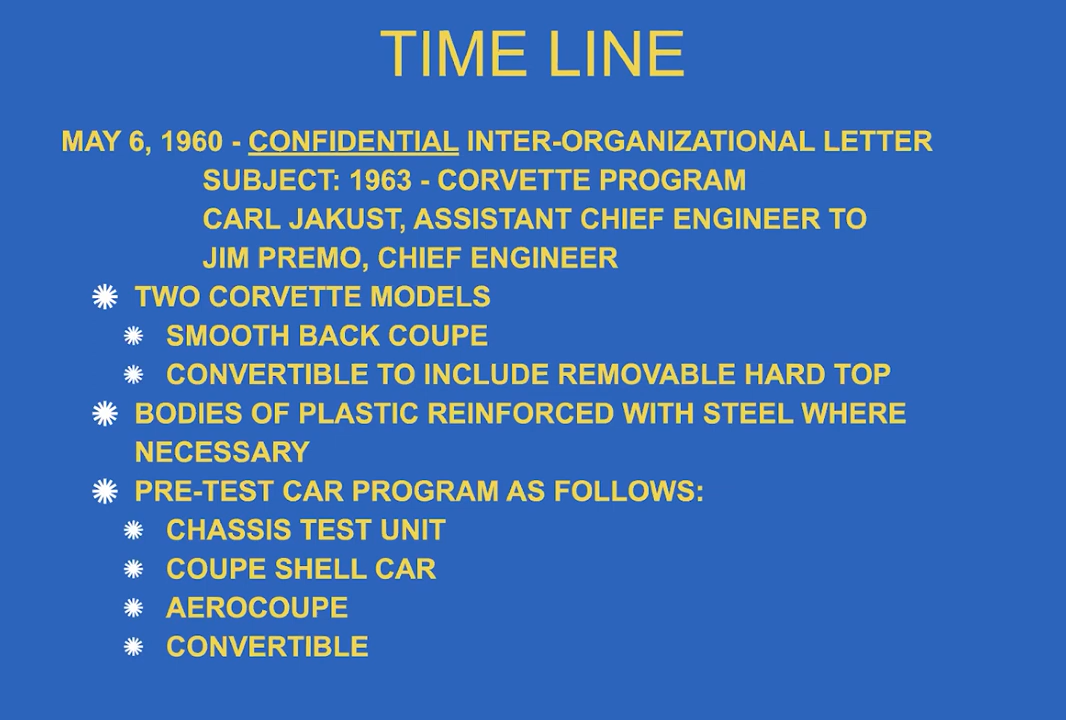 TIME LINE
MAY 6, 1960 - CONFIDENTIAL INTER-ORGANIZATIONAL LETTER
SUBJECT: 1963 - CORVETTE PROGRAM
CARL JAKUST, ASSISTANT CHIEF ENGINEER TO
JIM PREMO, CHIEF ENGINEER
TWO CORVETTE MODELS
SMOOTH BACK COUPE
CONVERTIBLE TO INCLUDE REMOVABLE HARD TOP
BODIES OF PLASTIC REINFORCED WITH STEEL WHERE
NECESSARY
PRE-TEST CAR PROGRAM AS FOLLOWS:
CHASSIS TEST UNIT
COUPE SHELL CAR
AEROCOUPE
CONVERTIBLE